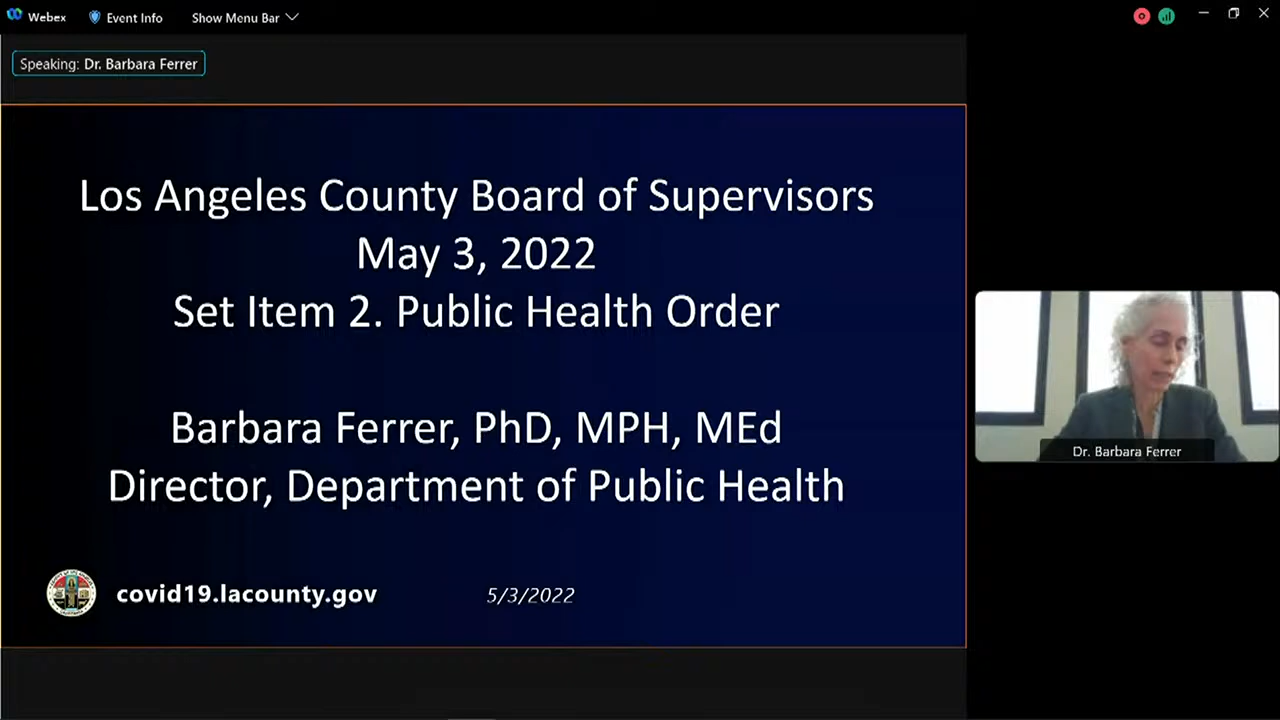 Webex
Event Info
Show Menu Bar
Speaking: Dr. Barbara Ferrer
Los Angeles County Board of Supervisors
May 3, 2022
Set Item 2. Public Health Order
Barbara Ferrer, PhD, MPH, MEd
Director, Department of Public Health
covid19.lacounty.gov
5/3/2022
Dr. Barbara Ferrer